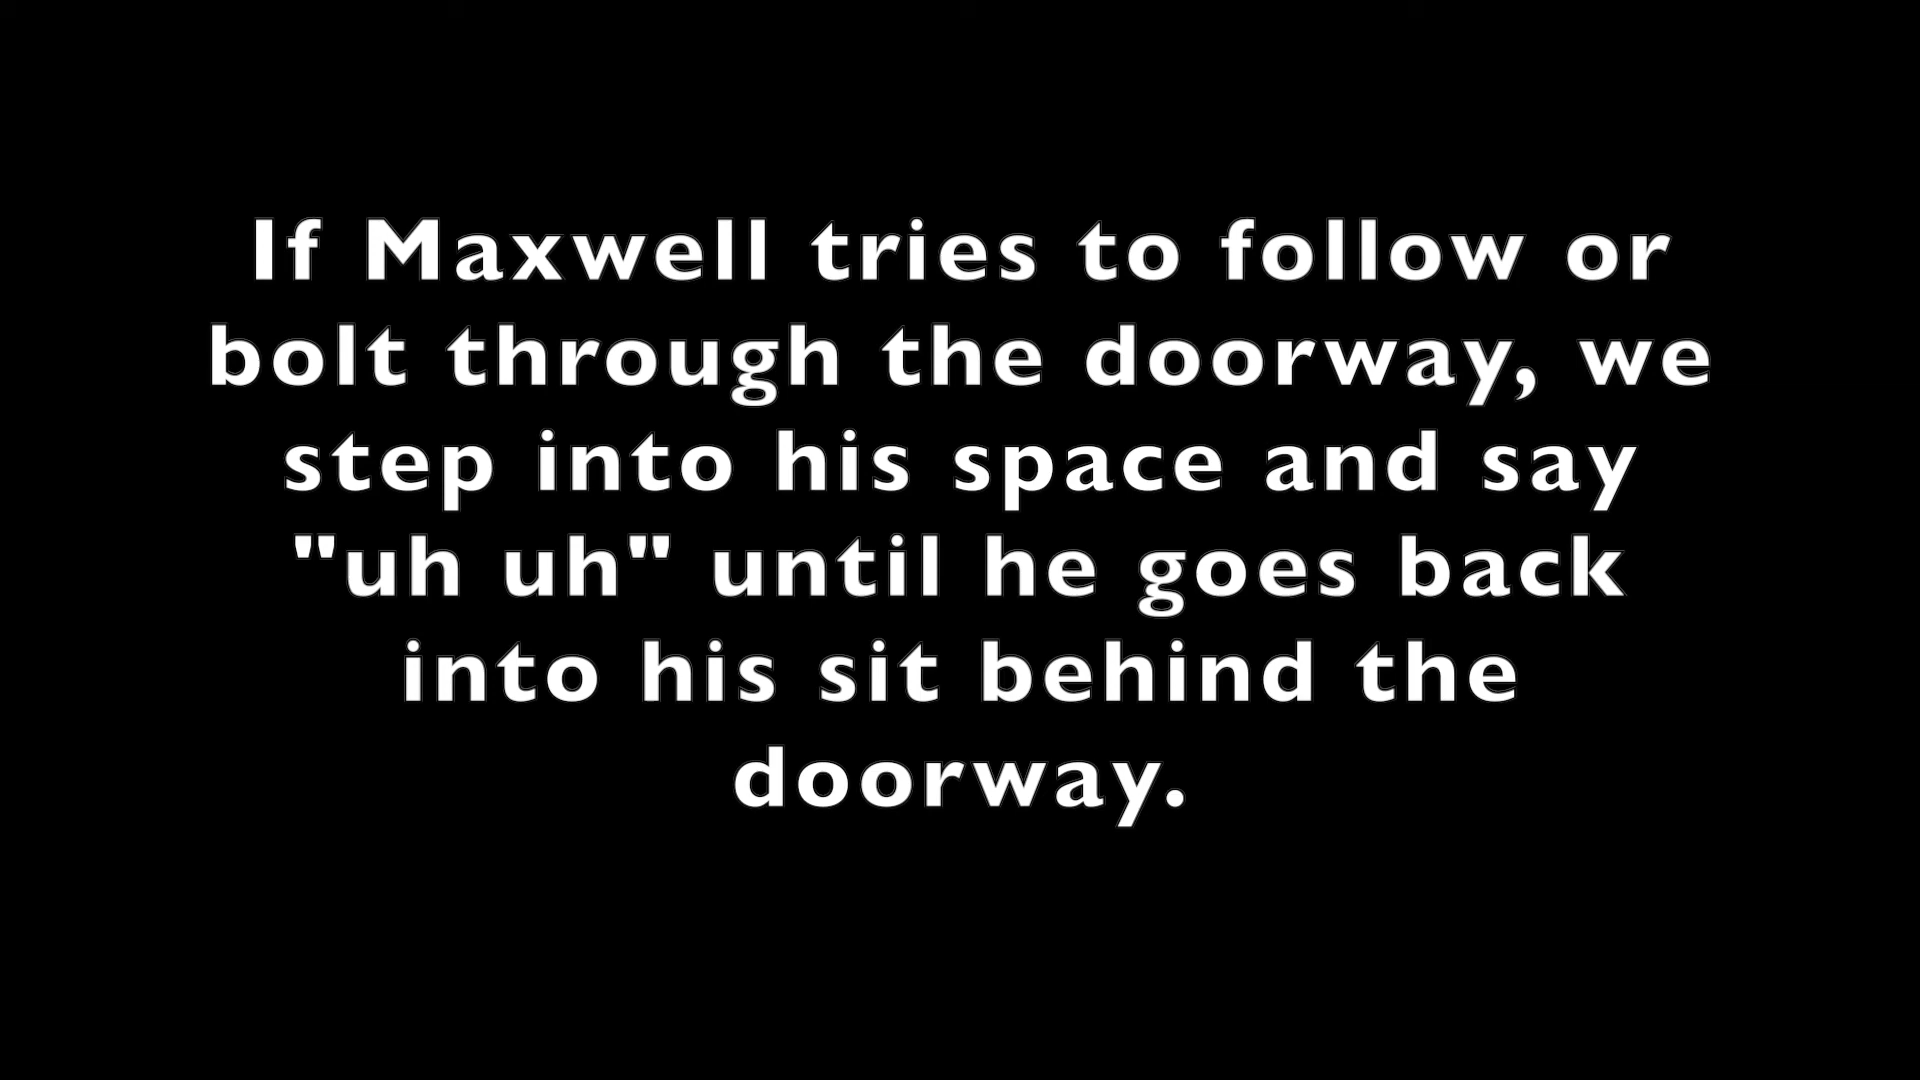 If Maxwell tries to follow or
bolt through the doorway, we
step into his space and say
"uh uh" until he goes back
into his sit behind the
doorway.